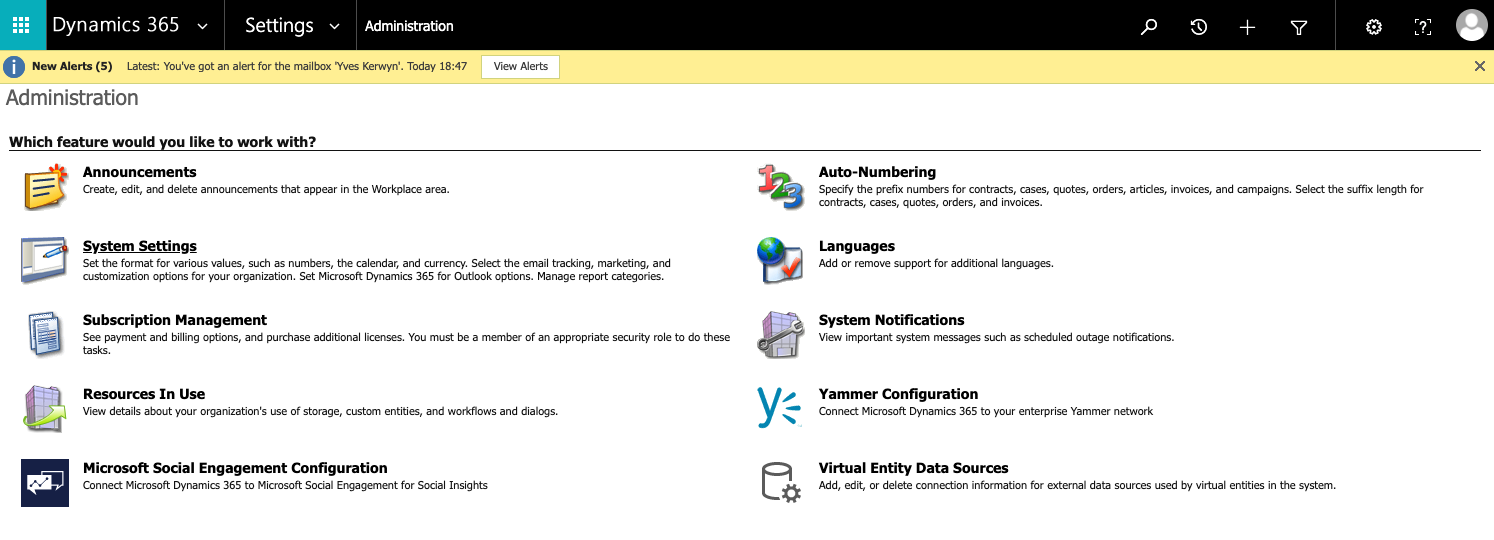 Dynamics 365 Settings Administration
New Alerts (5) Latest: You've got an alert for the mailbox 'Yves Kerwyn'. Today 18:47 View Alerts
Administration
Which feature would you like to work with?
Announcements
Create, edit, and delete announcements that appear in the Workplace area.
Auto-Numbering
Specify the prefix numbers for contracts, cases, quotes, orders, articles, invoices, and campaigns. Select the suffix length for
contracts, cases, quotes, orders, and invoices.
System Settings
Set the format for various values, such as numbers, the calendar, and currency. Select the email tracking, marketing, and
customization options for your organization. Set Microsoft Dynamics 365 for Outlook options. Manage report categories.
Languages
Add or remove support for additional languages.
Subscription Management
See payment and billing options, and purchase additional licenses. You must be a member of an appropriate security role to do these
tasks.
System Notifications
View important system messages such as scheduled outage notifications.
Resources In Use
View details about your organization's use of storage, custom entities, and workflows and dialogs.
Yammer Configuration
Connect Microsoft Dynamics 365 to your enterprise Yammer network
Microsoft Social Engagement Configuration
Connect Microsoft Dynamics 365 to Microsoft Social Engagement for Social Insights
Virtual Entity Data Sources
Add, edit, or delete connection information for external data sources used by virtual entities in the system.